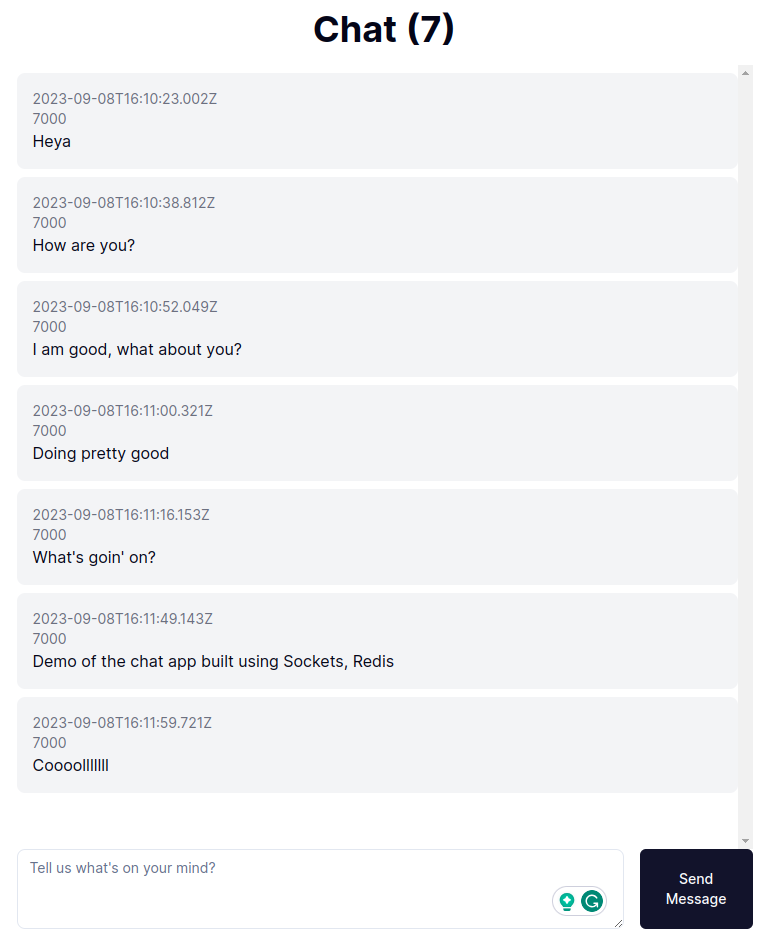 Chat (7)
2023-09-08T16:10:23.002Z
7000
Heya
2023-09-08T16:10:38.812Z
7000
How are you?
2023-09-08T16:10:52.049Z
7000
I am good, what about you?
2023-09-08T16:11:00.321Z
7000
Doing pretty good
2023-09-08T16:11:16.153Z
7000
What's goin' on?
2023-09-08T16:11:49.143Z
7000
Demo of the chat app built using Sockets, Redis
2023-09-08T16:11:59.721Z
7000
Coooolllllll
Tell us what's on your mind?
Send
Message